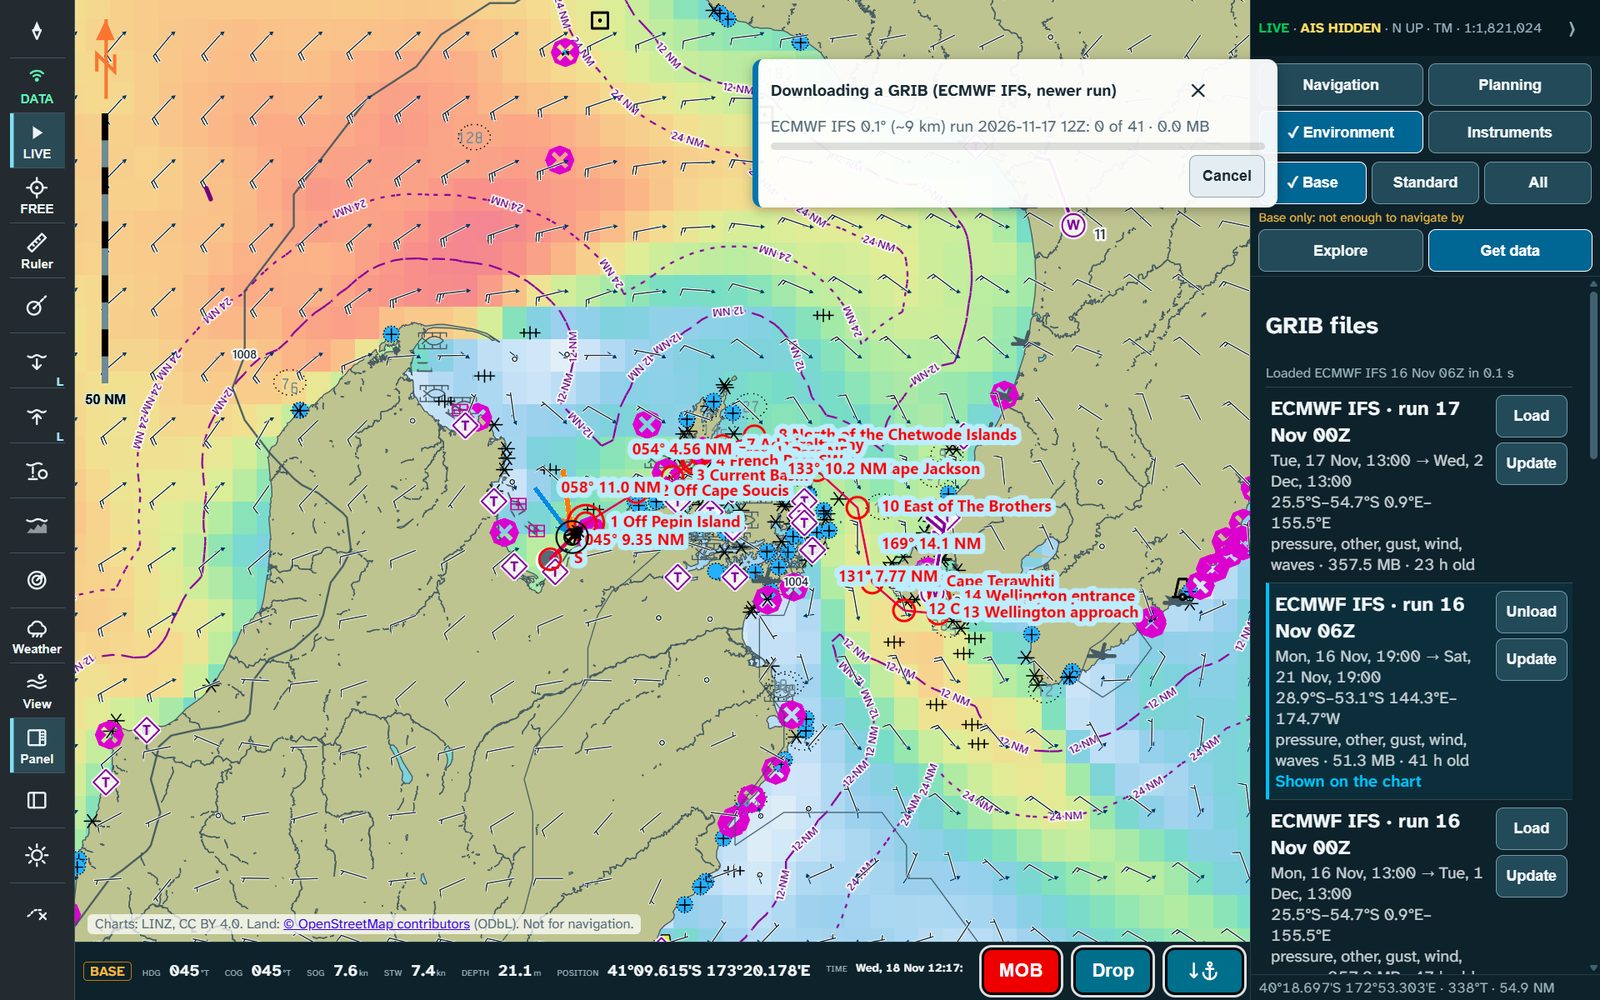 DATA
LIVE
FREE
Ruler
L
L
Weather
View
Panel
N
50 NM
128
76
1008
1004
11
W
12 NM
24 NM
Downloading a GRIB (ECMWF IFS, newer run)
ECMWF IFS 0.1° (~9 km) run 2026-11-17 12Z: 0 of 41 · 0.0 MB
Cancel
8 North of the Chetwode Islands
054° 4.56 NM
4 French
133° 10.2 NM
ape Jackson
3 Current Ba
058° 11.0 NM
2 Off Cape Soucis
10 East of The Brothers
1 Off Pepin Island
045° 9.35 NM
S
169° 14.1 NM
131° 7.77 NM
Cape Terawhiti
14 Wellington entrance
12 C
13 Wellington approach
Charts: LINZ, CC BY 4.0. Land: © OpenStreetMap contributors (ODbL). Not for navigation.
BASE HDG 045°T COG 045°T SOG 7.6kn STW 7.4kn DEPTH 21.1m POSITION 41°09.615'S 173°20.178'E TIME Wed, 18 Nov 12:17:
MOB
Drop
LIVE · AIS HIDDEN · N UP · TM · 1:1,821,024
Navigation
Planning
✓ Environment
Instruments
✓ Base
Standard
All
Base only: not enough to navigate by
Explore
Get data
GRIB files
Loaded ECMWF IFS 16 Nov 06Z in 0.1 s
ECMWF IFS · run 17
Nov 00Z
Load
Update
Tue, 17 Nov, 13:00 → Wed, 2
Dec, 13:00
25.5°S–54.7°S 0.9°E–
155.5°E
pressure, other, gust, wind,
waves · 357.5 MB · 23 h old
ECMWF IFS · run 16
Nov 06Z
Unload
Update
Mon, 16 Nov, 19:00 → Sat,
21 Nov, 19:00
28.9°S–53.1°S 144.3°E–
174.7°W
pressure, other, gust, wind,
waves · 51.3 MB · 41 h old
Shown on the chart
ECMWF IFS · run 16
Nov 00Z
Load
Update
Mon, 16 Nov, 13:00 → Tue, 1
Dec, 13:00
25.5°S–54.7°S 0.9°E–
155.5°E
pressure, other, gust, wind,
40°18.697'S 172°53.303'E · 338°T · 54.9 NM